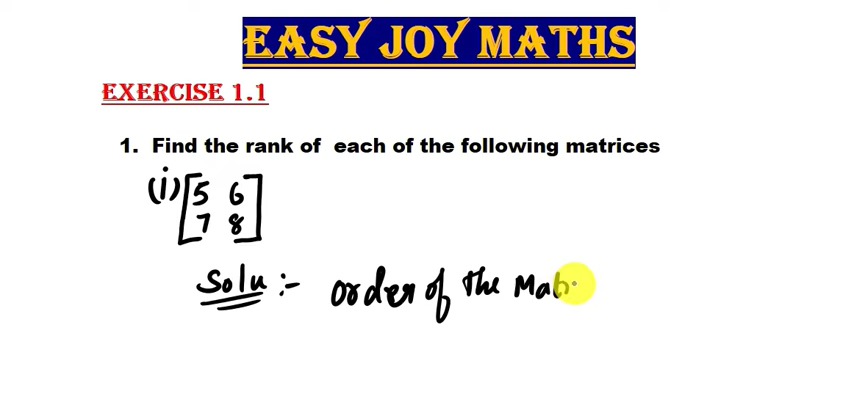 EASY JOY MATHS
EXERCISE 1.1
1. Find the rank of each of the following matrices
(i) [5 6
7 8]
Solu :- Order of the Mat